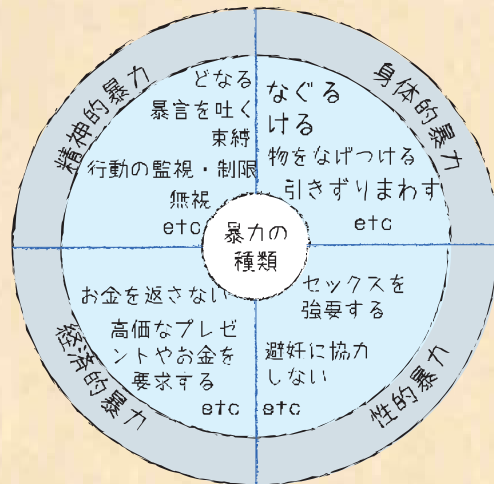 精神的暴力
どなる
暴言を吐く
束縛
行動の監視・制限
無視
etc
身体的暴力
なぐる
ける
物をなげつける
引きずりまわす
etc
暴力の
種類
経済的暴力
お金を返さない
高価なプレゼ
ントやお金を
要求する
etc
性的暴力
セックスを
強要する
避妊に協力
しない
etc